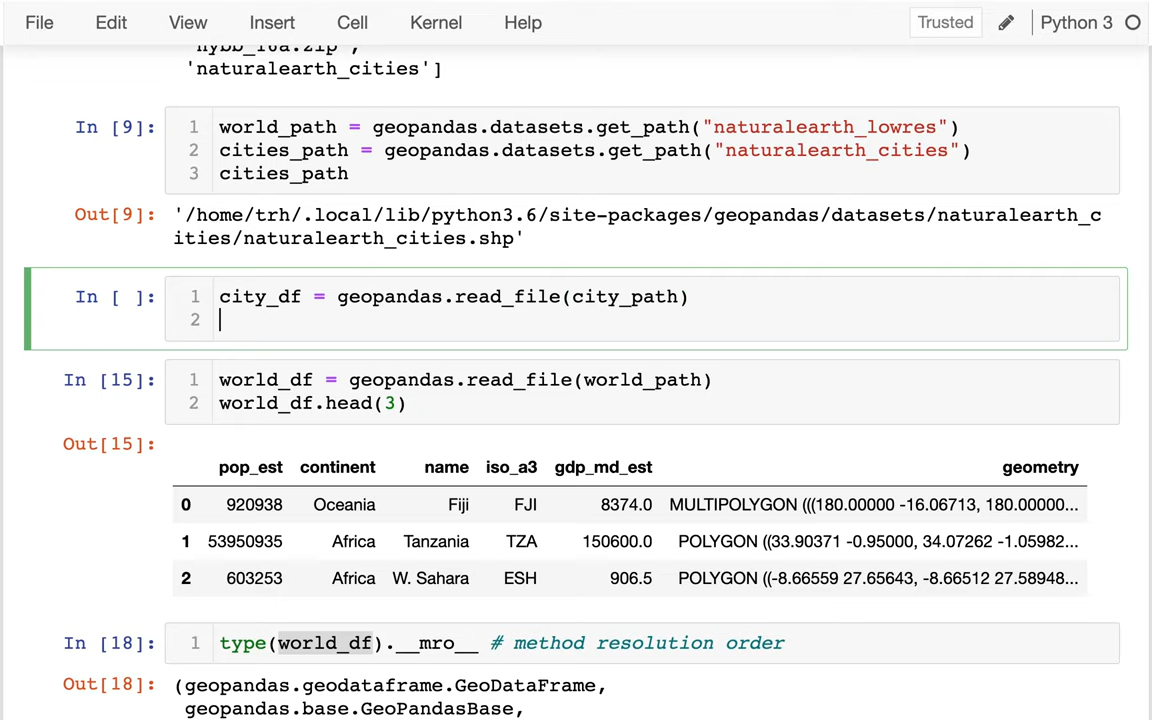 File Edit View Insert Cell Kernel Help Trusted Python 3
'nybb_16a.zip',
'naturalearth_cities']
In [9]: 1 world_path = geopandas.datasets.get_path("naturalearth_lowres")
2 cities_path = geopandas.datasets.get_path("naturalearth_cities")
3 cities_path
Out[9]: '/home/trh/.local/lib/python3.6/site-packages/geopandas/datasets/naturalearth_c
ities/naturalearth_cities.shp'
In [ ]: 1 city_df = geopandas.read_file(city_path)
2
In [15]: 1 world_df = geopandas.read_file(world_path)
2 world_df.head(3)
Out[15]:
pop_est continent name iso_a3 gdp_md_est geometry
0 920938 Oceania Fiji FJI 8374.0 MULTIPOLYGON (((180.00000 -16.06713, 180.00000...
1 53950935 Africa Tanzania TZA 150600.0 POLYGON ((33.90371 -0.95000, 34.07262 -1.05982...
2 603253 Africa W. Sahara ESH 906.5 POLYGON ((-8.66559 27.65643, -8.66512 27.58948...
In [18]: 1 type(world_df).__mro__ # method resolution order
Out[18]: (geopandas.geodataframe.GeoDataFrame,
geopandas.base.GeoPandasBase,